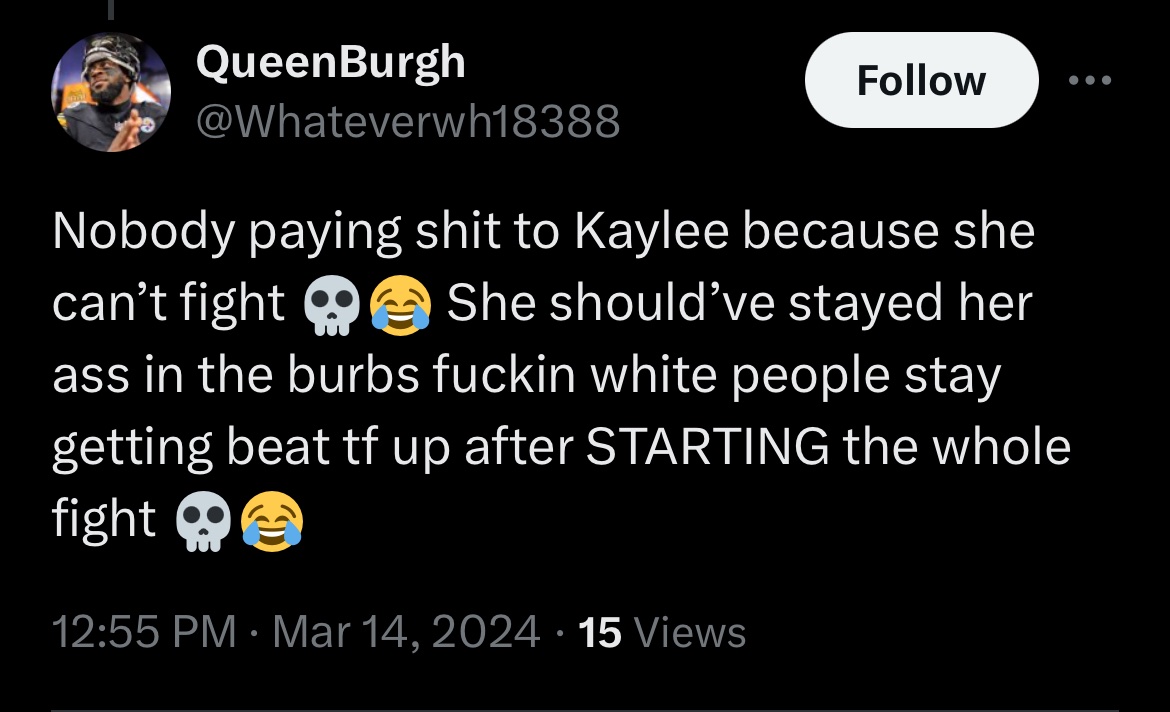 QueenBurgh
@Whateverwh18388
Follow
Nobody paying shit to Kaylee because she
can’t fight 💀😂 She should’ve stayed her
ass in the burbs fuckin white people stay
getting beat tf up after STARTING the whole
fight 💀😂
12:55 PM · Mar 14, 2024 · 15 Views